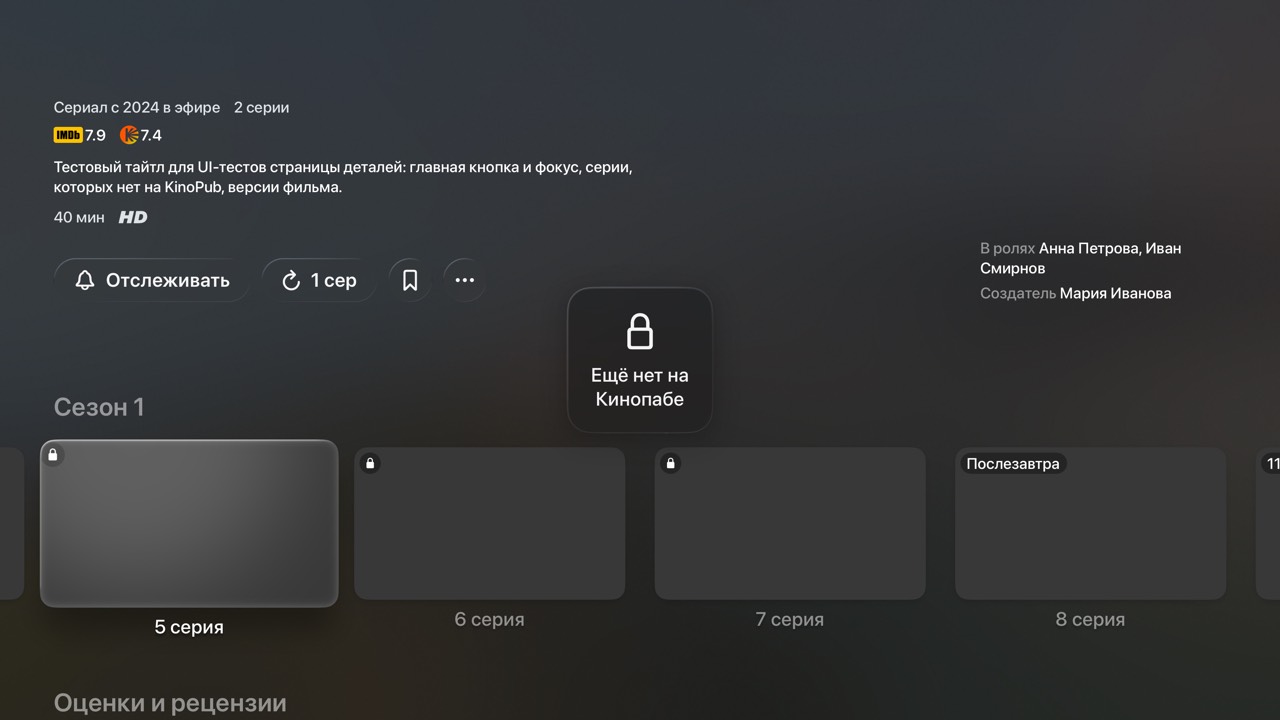 Сериал с 2024 в эфире 2 серии
IMDb 7.9 7.4
Тестовый тайтл для UI-тестов страницы деталей: главная кнопка и фокус, серии,
которых нет на KinoPub, версии фильма.
40 мин HD
В ролях Анна Петрова, Иван
Смирнов
Создатель Мария Иванова
Отслеживать 1 сер
Ещё нет на
Кинопабе
Сезон 1
Послезавтра
11
5 серия
6 серия
7 серия
8 серия
Оценки и рецензии